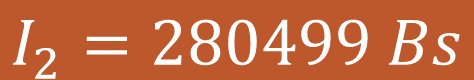 I₂ = 280499 Bs